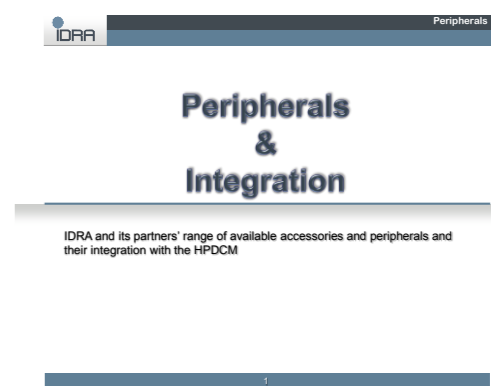 Peripherals
IDRA
Peripherals
&
Integration
IDRA and its partners' range of available accessories and peripherals and
their integration with the HPDCM
1